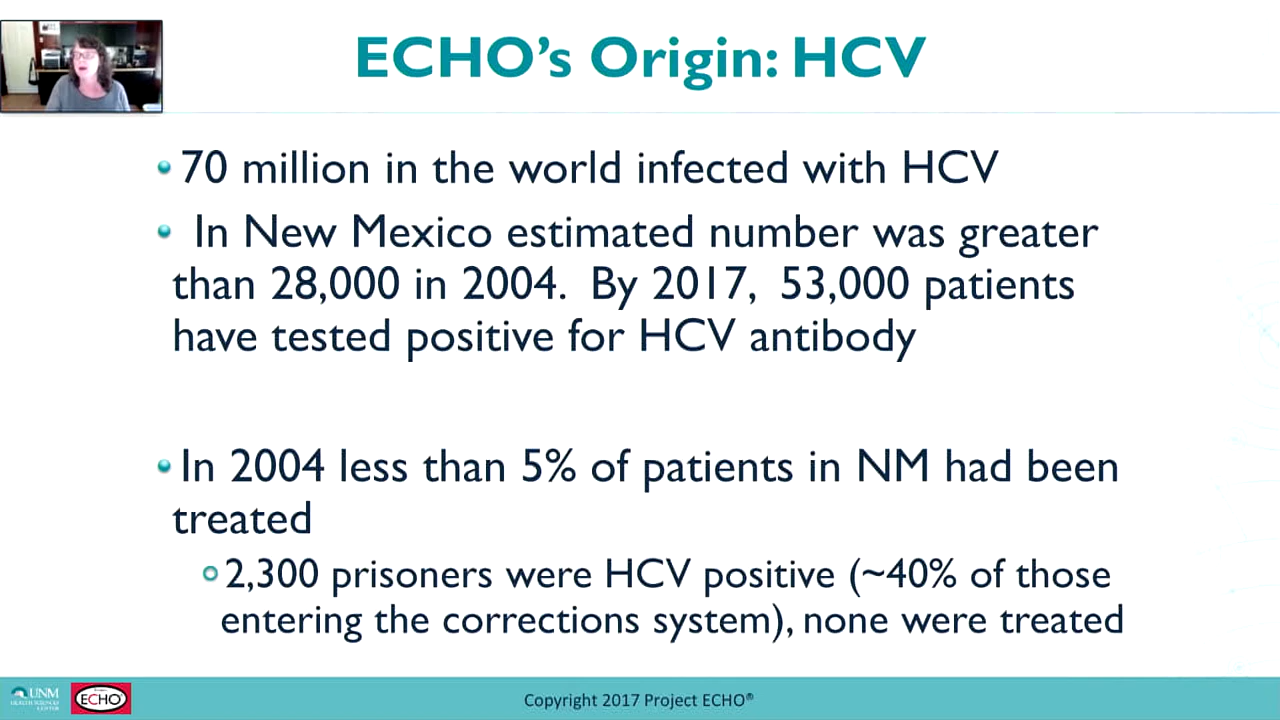 ECHO's Origin: HCV
• 70 million in the world infected with HCV
• In New Mexico estimated number was greater
than 28,000 in 2004. By 2017, 53,000 patients
have tested positive for HCV antibody
• In 2004 less than 5% of patients in NM had been
treated
○ 2,300 prisoners were HCV positive (~40% of those
entering the corrections system), none were treated
UNM
HEALTH SCIENCES
CENTER
ECHO
Copyright 2017 Project ECHO®